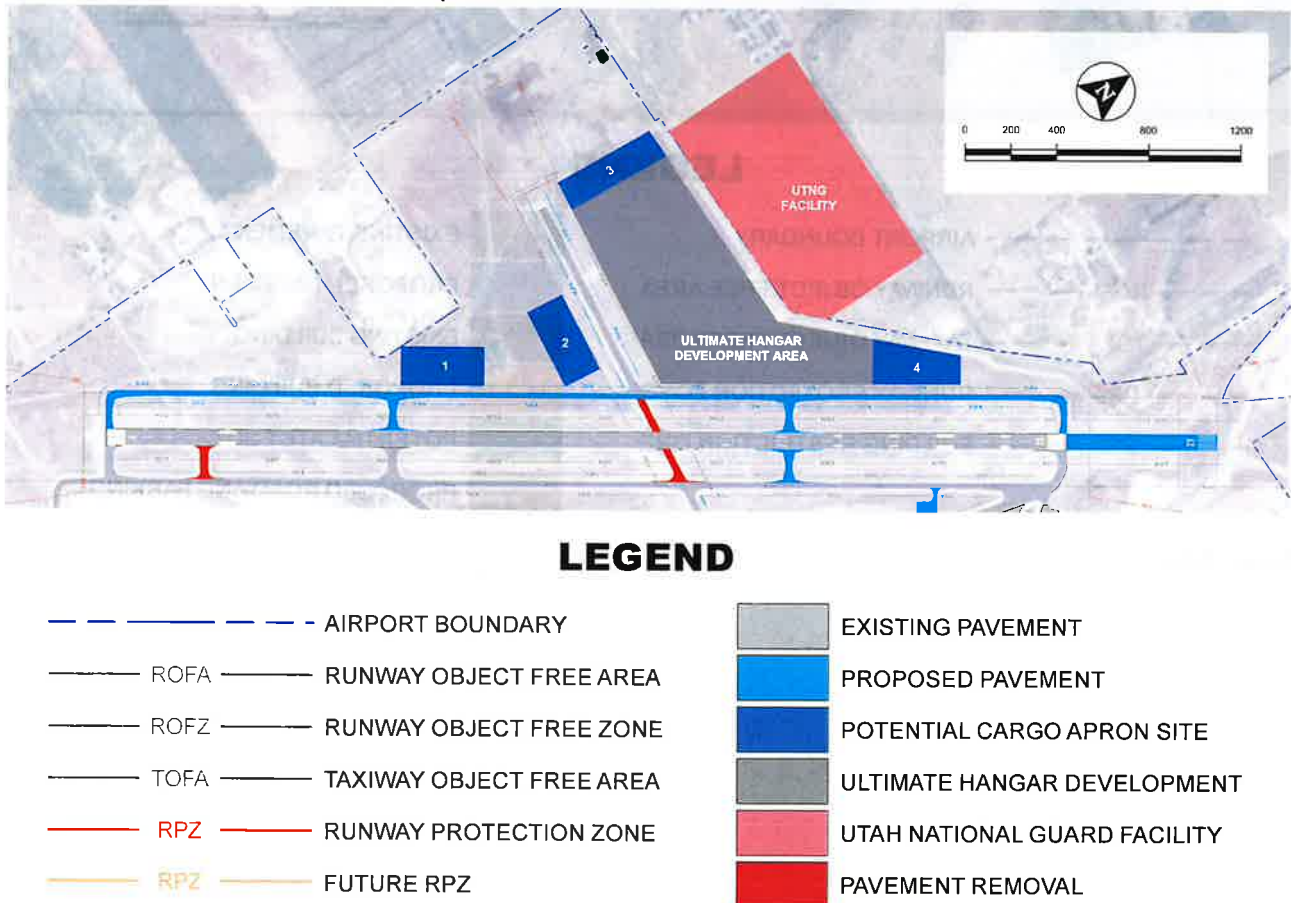 0 200 400 800 1200
N
3
UTNG
FACILITY
2
ULTIMATE HANGAR
DEVELOPMENT AREA
1
4
LEGEND
AIRPORT BOUNDARY
ROFA RUNWAY OBJECT FREE AREA
ROFZ RUNWAY OBJECT FREE ZONE
TOFA TAXIWAY OBJECT FREE AREA
RPZ RUNWAY PROTECTION ZONE
RPZ FUTURE RPZ
EXISTING PAVEMENT
PROPOSED PAVEMENT
POTENTIAL CARGO APRON SITE
ULTIMATE HANGAR DEVELOPMENT
UTAH NATIONAL GUARD FACILITY
PAVEMENT REMOVAL